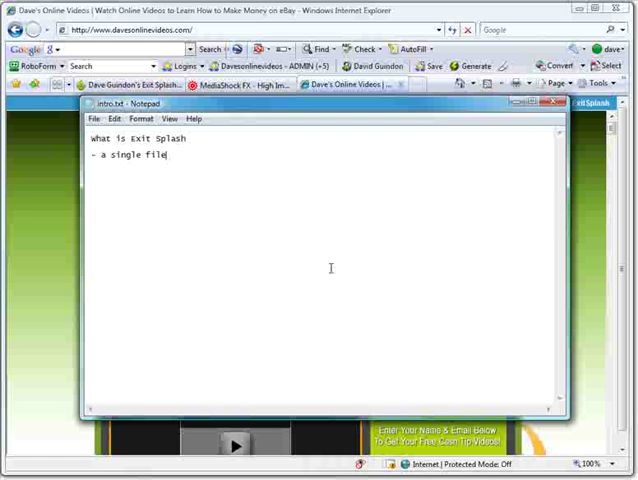 Dave's Online Videos | Watch Online Videos to Learn How to Make Money on eBay - Windows Internet Explorer
http://www.davesonlinevideos.com/
Google
Google
Search
Find
Check
AutoFill
dave
RoboForm
Search
Logins
Davesonlinevideos - ADMIN (+5)
David Guindon
Save
Generate
Convert
Select
Dave Guindon's Exit Splash...
MediaShock FX - High Im...
Dave's Online Videos | ...
Page
Tools
Exit Splash
intro.txt - Notepad
File Edit Format View Help
what is Exit Splash
- a single file
Enter Your Name & Email Below
To Get Your Free Cash Tip Videos!
Internet | Protected Mode: Off
100%